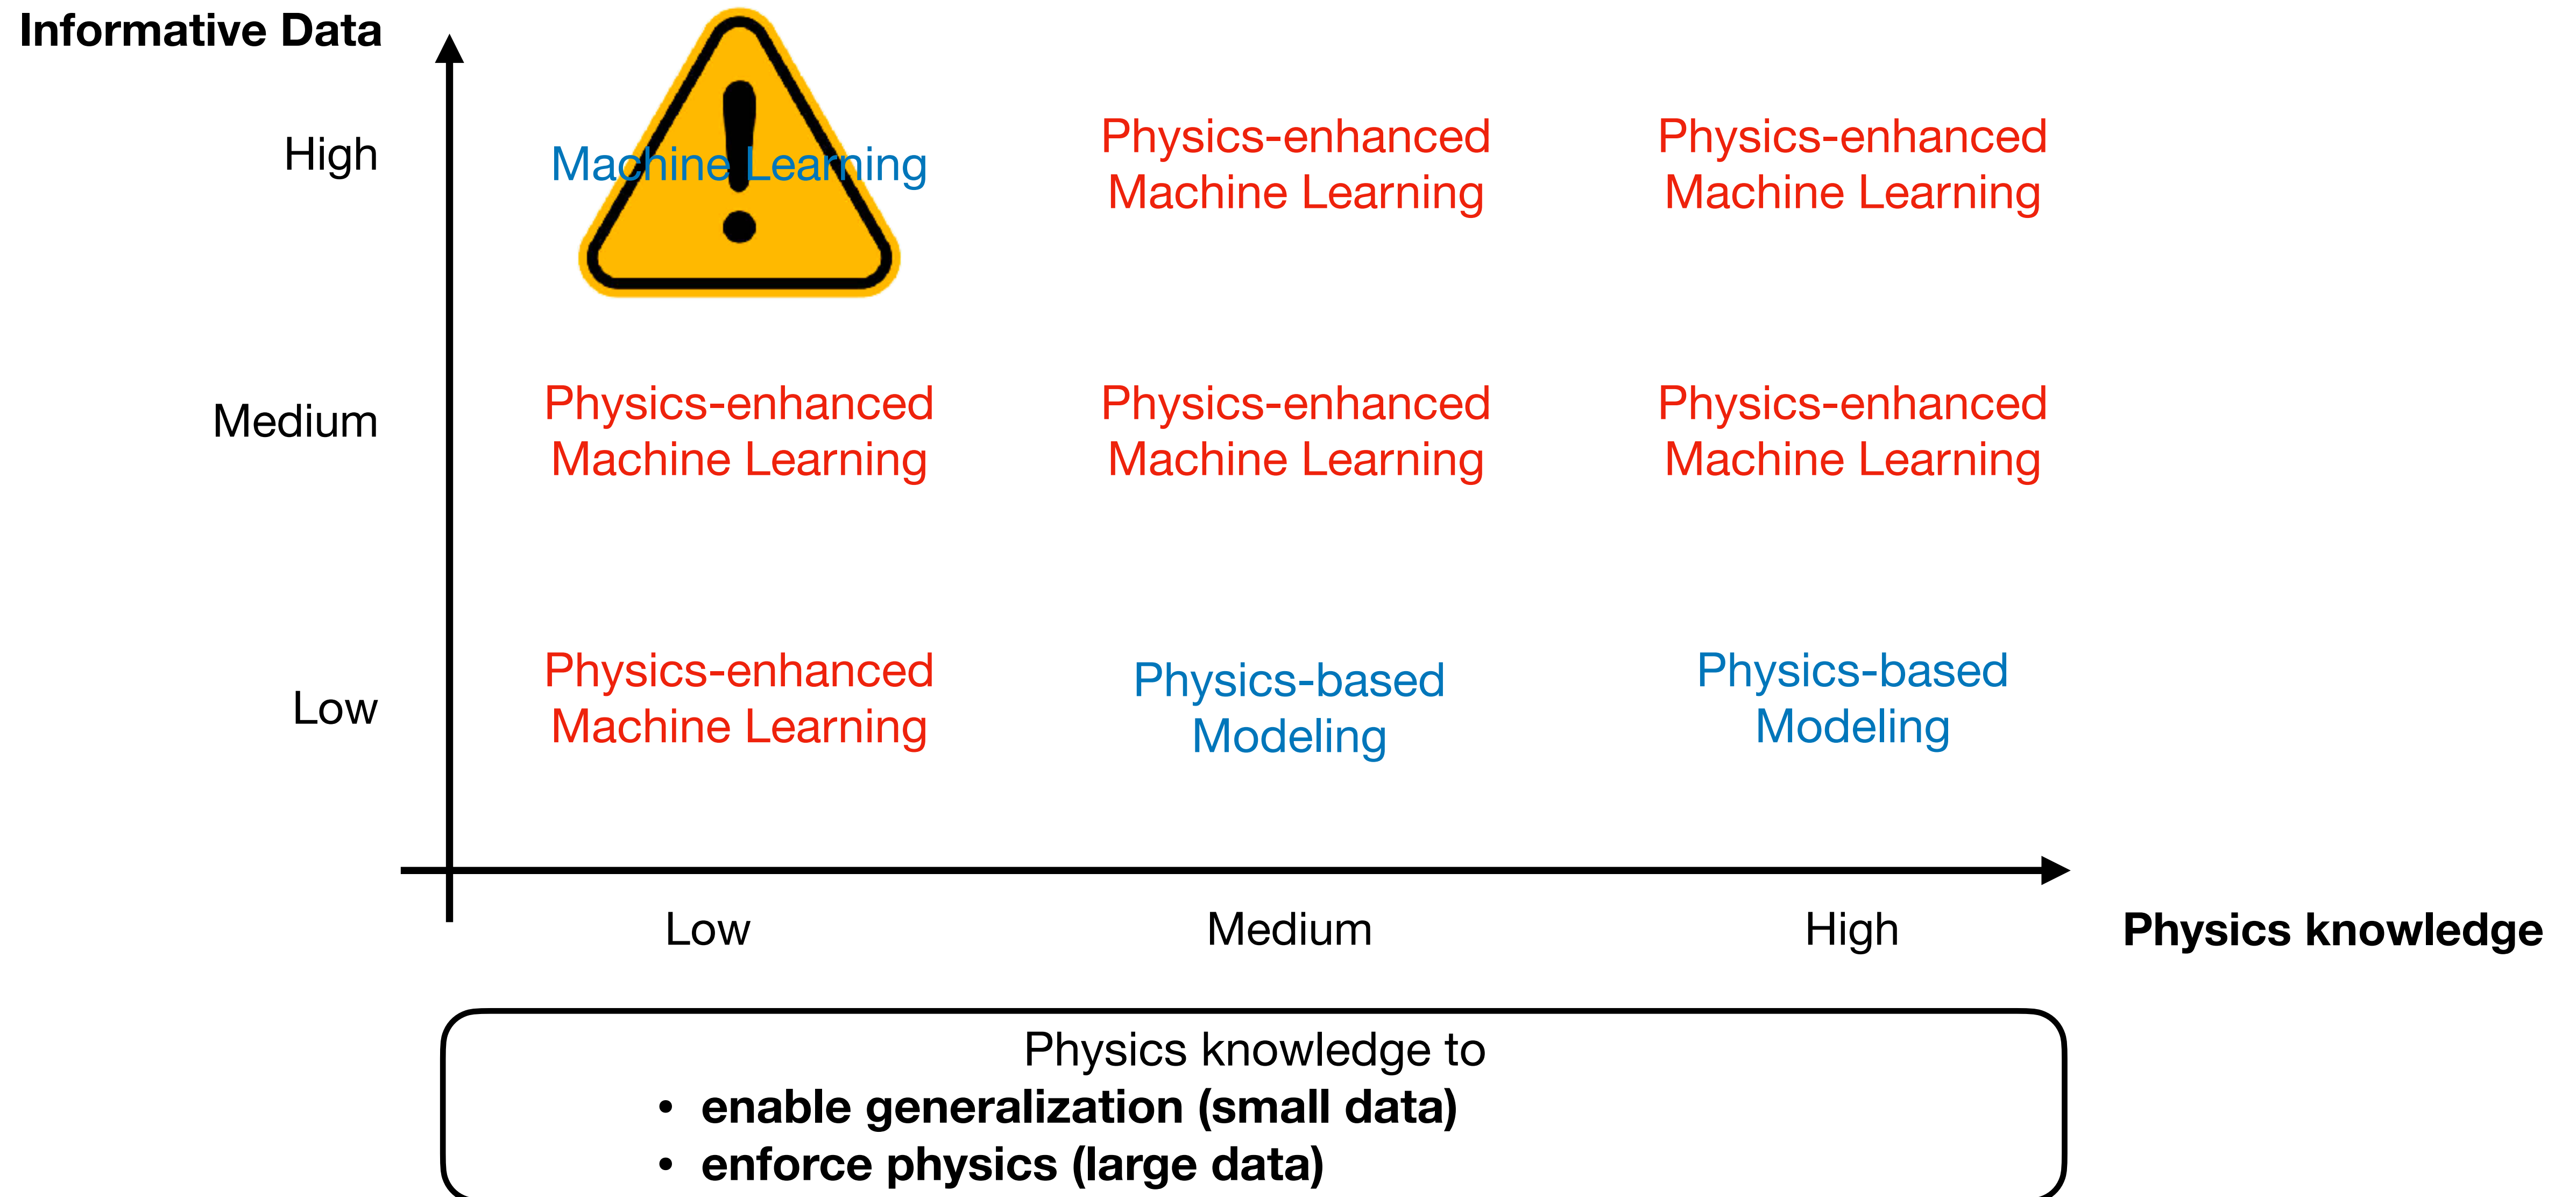 Informative Data
High
Machine Learning
Physics-enhanced
Machine Learning
Physics-enhanced
Machine Learning
Medium
Physics-enhanced
Machine Learning
Physics-enhanced
Machine Learning
Physics-enhanced
Machine Learning
Low
Physics-enhanced
Machine Learning
Physics-based
Modeling
Physics-based
Modeling
Low
Medium
High
Physics knowledge
Physics knowledge to
• enable generalization (small data)
• enforce physics (large data)